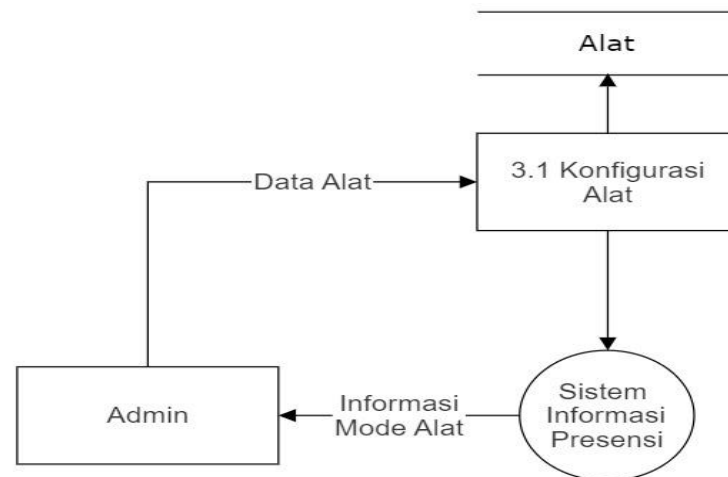 Alat
3.1 Konfigurasi
Alat
Data Alat
Admin
Informasi
Mode Alat
Sistem
Informasi
Presensi